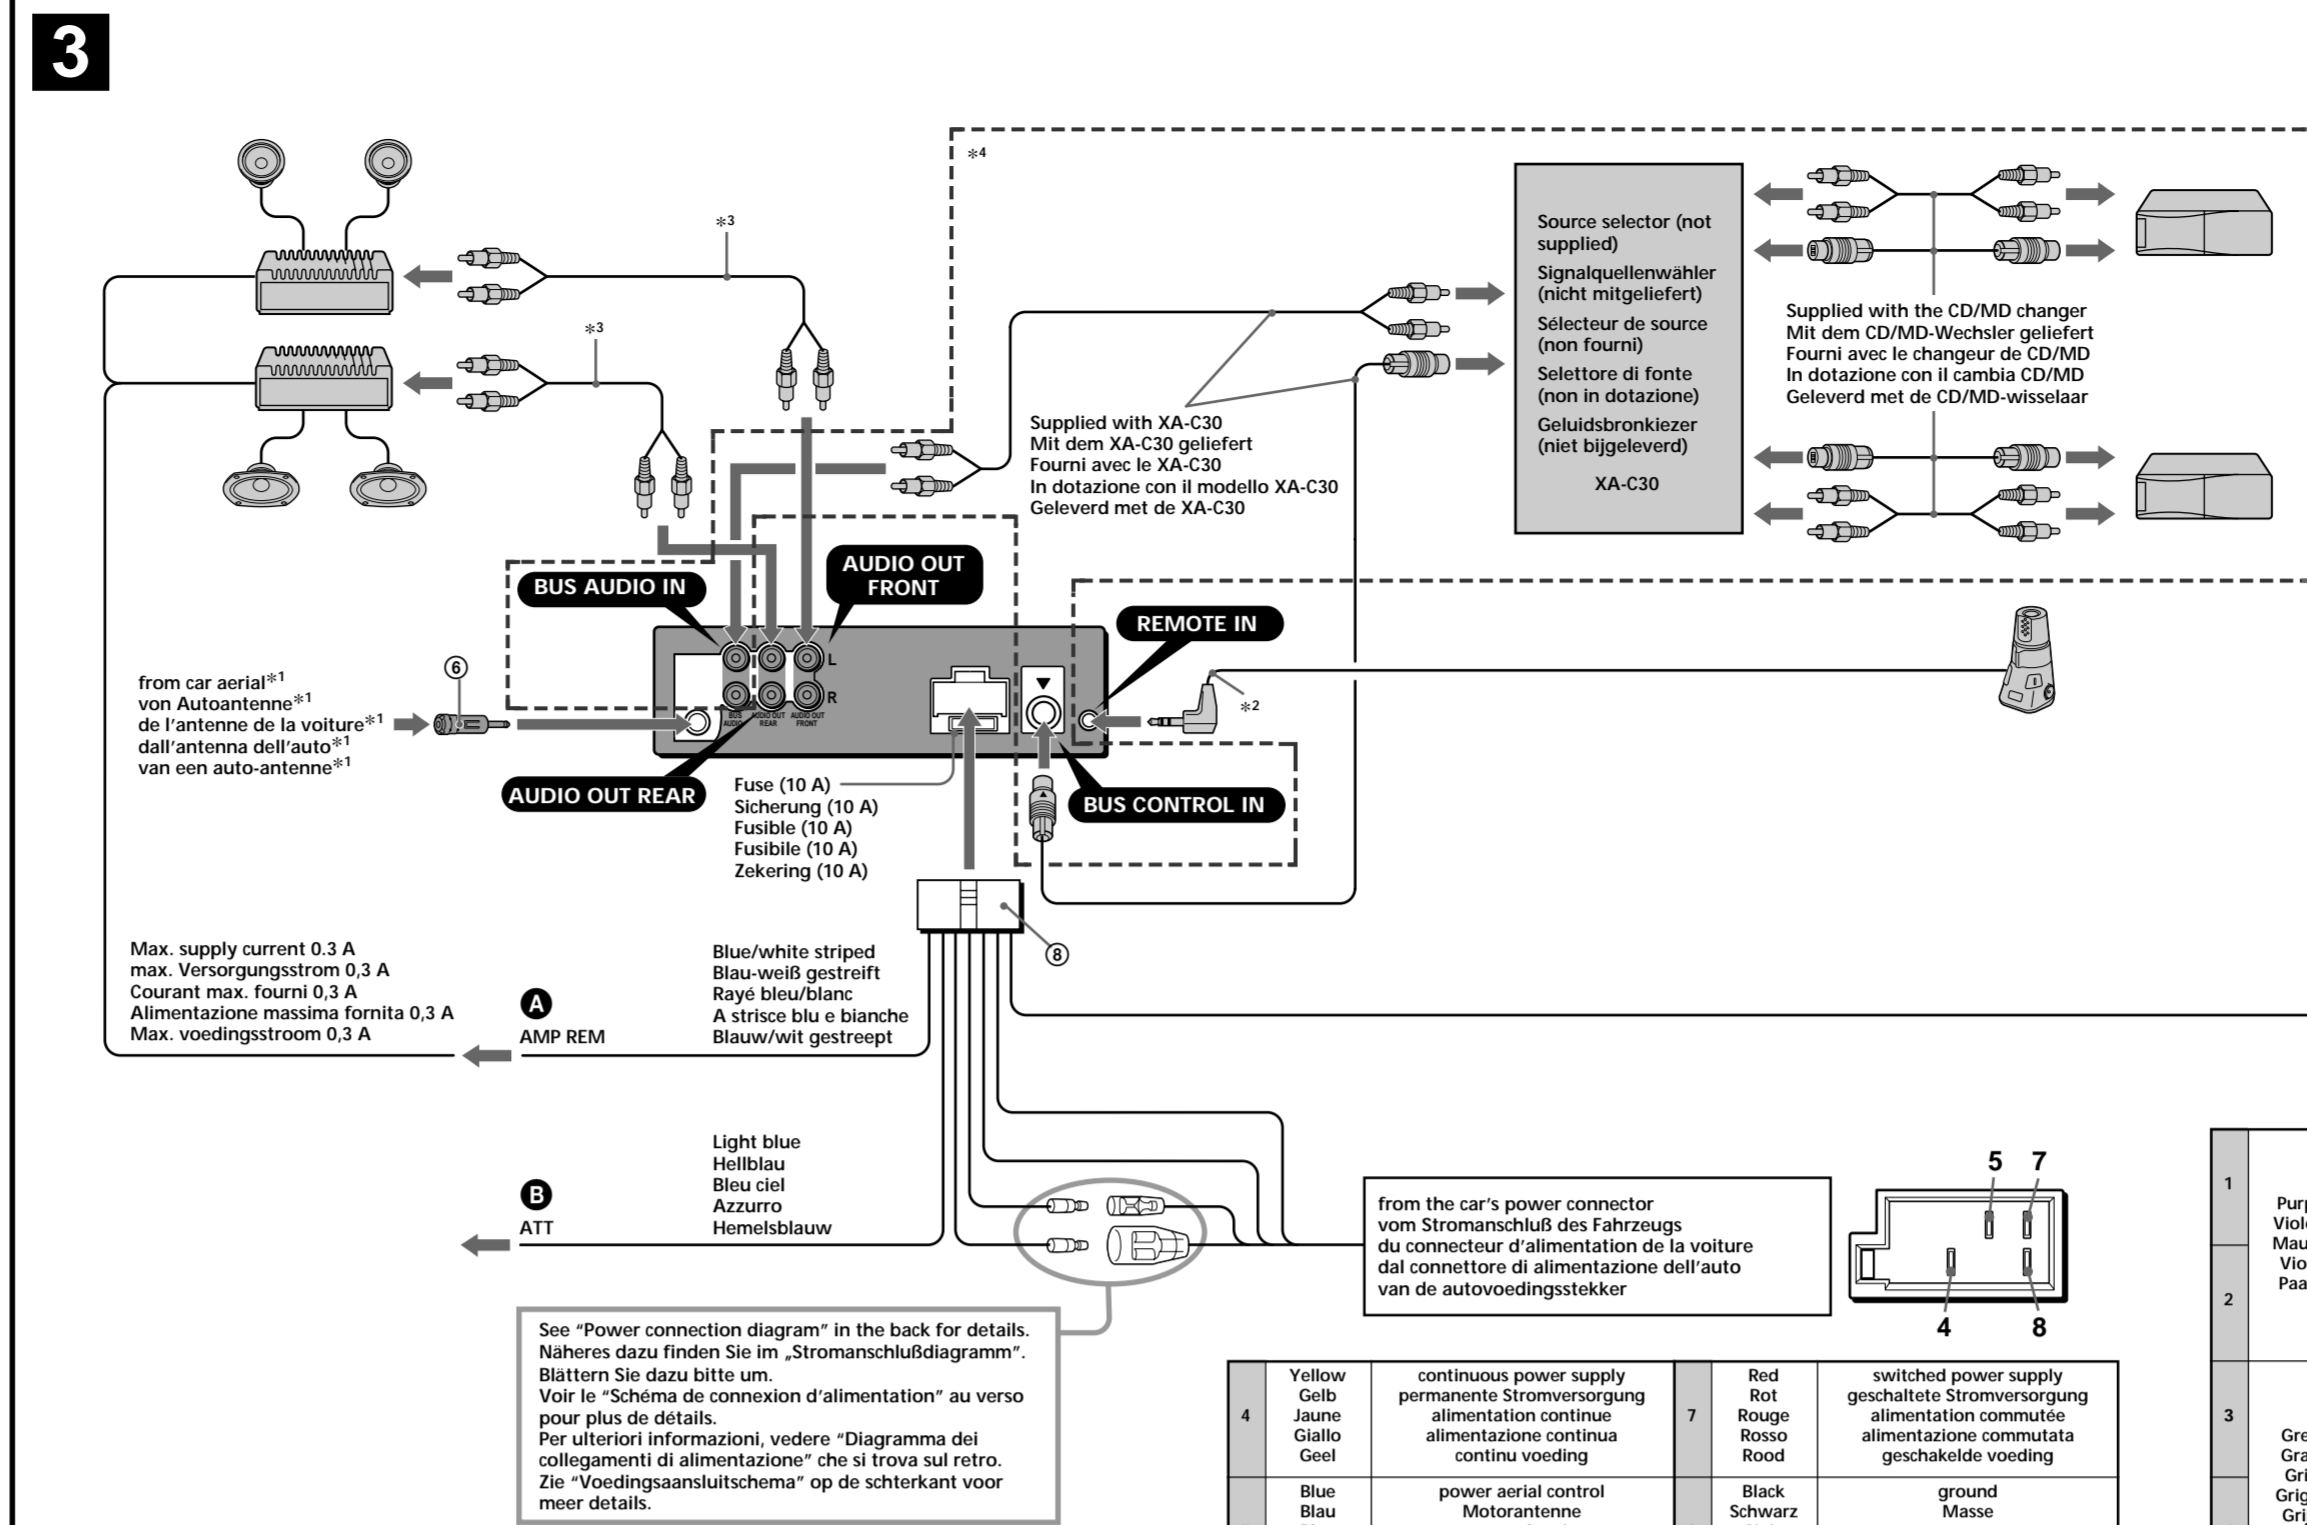 3
*4
*3
*3
Source selector (not
supplied)
Signalquellenwähler
(nicht mitgeliefert)
Sélecteur de source
(non fourni)
Selettore di fonte
(non in dotazione)
Geluidsbronkiezer
(niet bijgeleverd)
XA-C30
Supplied with the CD/MD changer
Mit dem CD/MD-Wechsler geliefert
Fourni avec le changeur de CD/MD
In dotazione con il cambia CD/MD
Geleverd met de CD/MD-wisselaar
Supplied with XA-C30
Mit dem XA-C30 geliefert
Fourni avec le XA-C30
In dotazione con il modello XA-C30
Geleverd met de XA-C30
BUS AUDIO IN
AUDIO OUT
FRONT
REMOTE IN
L
R
BUS
AUDIO
AUDIO OUT
REAR
AUDIO OUT
FRONT
*2
6
from car aerial*1
von Autoantenne*1
de l'antenne de la voiture*1
dall'antenna dell'auto*1
van een auto-antenne*1
AUDIO OUT REAR
BUS CONTROL IN
Fuse (10 A)
Sicherung (10 A)
Fusible (10 A)
Fusibile (10 A)
Zekering (10 A)
8
Max. supply current 0.3 A
max. Versorgungsstrom 0,3 A
Courant max. fourni 0,3 A
Alimentazione massima fornita 0,3 A
Max. voedingsstroom 0,3 A
A
AMP REM
Blue/white striped
Blau-weiß gestreift
Rayé bleu/blanc
A strisce blu e bianche
Blauw/wit gestreept
B
ATT
Light blue
Hellblau
Bleu ciel
Azzurro
Hemelsblauw
from the car's power connector
vom Stromanschluß des Fahrzeugs
du connecteur d'alimentation de la voiture
dal connettore di alimentazione dell'auto
van de autovoedingsstekker
5 7
4 8
See "Power connection diagram" in the back for details.
Näheres dazu finden Sie im „Stromanschlußdiagramm".
Blättern Sie dazu bitte um.
Voir le "Schéma de connexion d'alimentation" au verso
pour plus de détails.
Per ulteriori informazioni, vedere "Diagramma dei
collegamenti di alimentazione" che si trova sul retro.
Zie "Voedingsaansluitschema" op de schterkant voor
meer details.
4
Yellow
Gelb
Jaune
Giallo
Geel
continuous power supply
permanente Stromversorgung
alimentation continue
alimentazione continua
continu voeding
7
Red
Rot
Rouge
Rosso
Rood
switched power supply
geschaltete Stromversorgung
alimentation commutée
alimentazione commutata
geschakelde voeding
Blue
Blau
power aerial control
Motorantenne
Black
Schwarz
ground
Masse
1
2
3